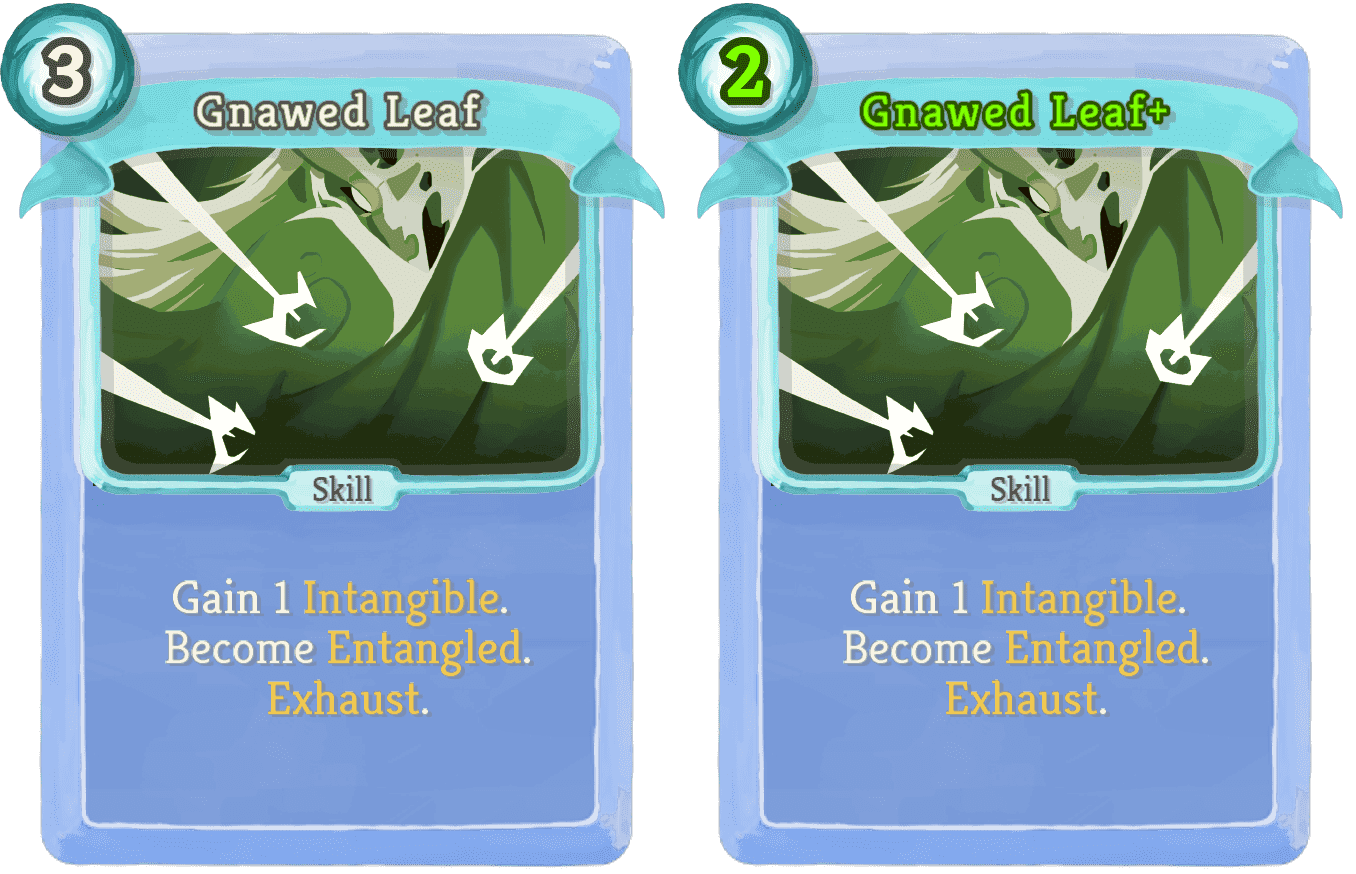 3
Gnawed Leaf
Skill
Gain 1 Intangible.
Become Entangled.
Exhaust.
2
Gnawed Leaf+
Skill
Gain 1 Intangible.
Become Entangled.
Exhaust.